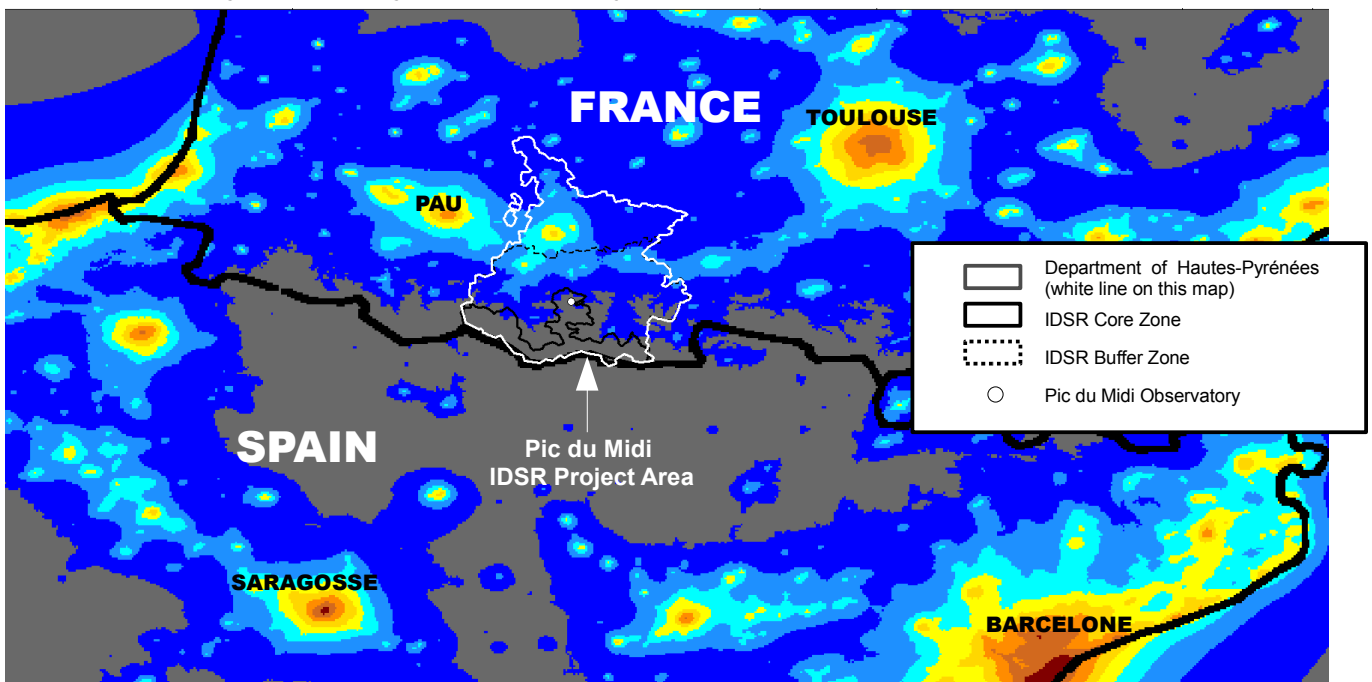 FRANCE
TOULOUSE
PAU
Department of Hautes-Pyrénées
(white line on this map)
IDSR Core Zone
IDSR Buffer Zone
Pic du Midi Observatory
SPAIN
Pic du Midi
IDSR Project Area
SARAGOSSE
BARCELONE